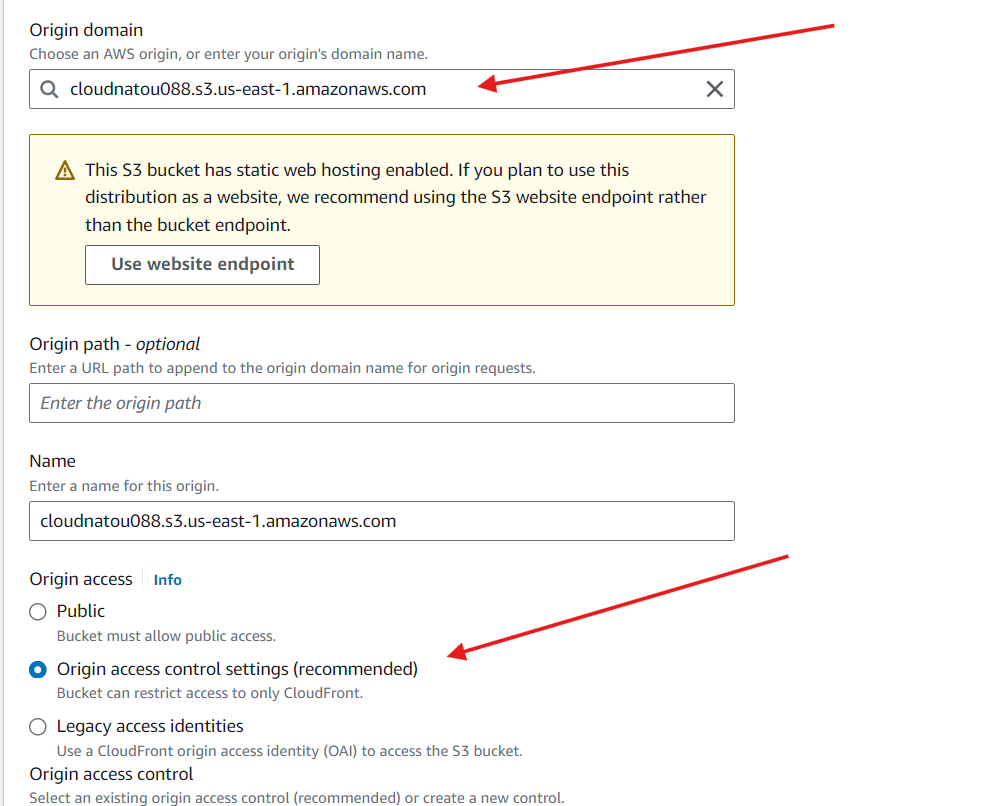 Origin domain
Choose an AWS origin, or enter your origin's domain name.
cloudnatou088.s3.us-east-1.amazonaws.com
This S3 bucket has static web hosting enabled. If you plan to use this
distribution as a website, we recommend using the S3 website endpoint rather
than the bucket endpoint.
Use website endpoint
Origin path - optional
Enter a URL path to append to the origin domain name for origin requests.
Enter the origin path
Name
Enter a name for this origin.
cloudnatou088.s3.us-east-1.amazonaws.com
Origin access Info
Public
Bucket must allow public access.
Origin access control settings (recommended)
Bucket can restrict access to only CloudFront.
Legacy access identities
Use a CloudFront origin access identity (OAI) to access the S3 bucket.
Origin access control
Select an existing origin access control (recommended) or create a new control.